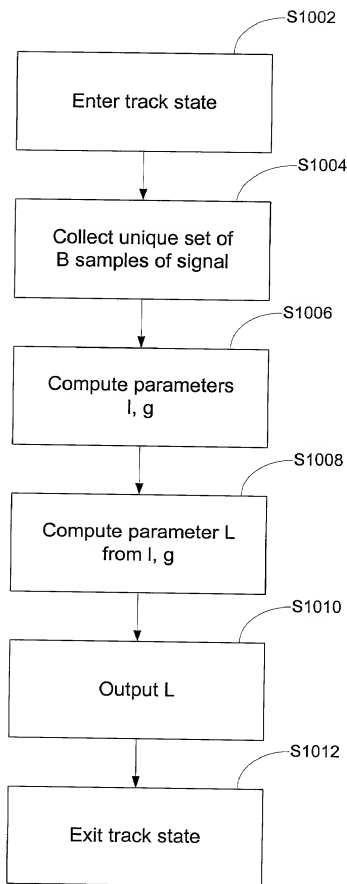 S1002
Enter track state
S1004
Collect unique set of
B samples of signal
S1006
Compute parameters
l, g
S1008
Compute parameter L
from l, g
S1010
Output L
S1012
Exit track state